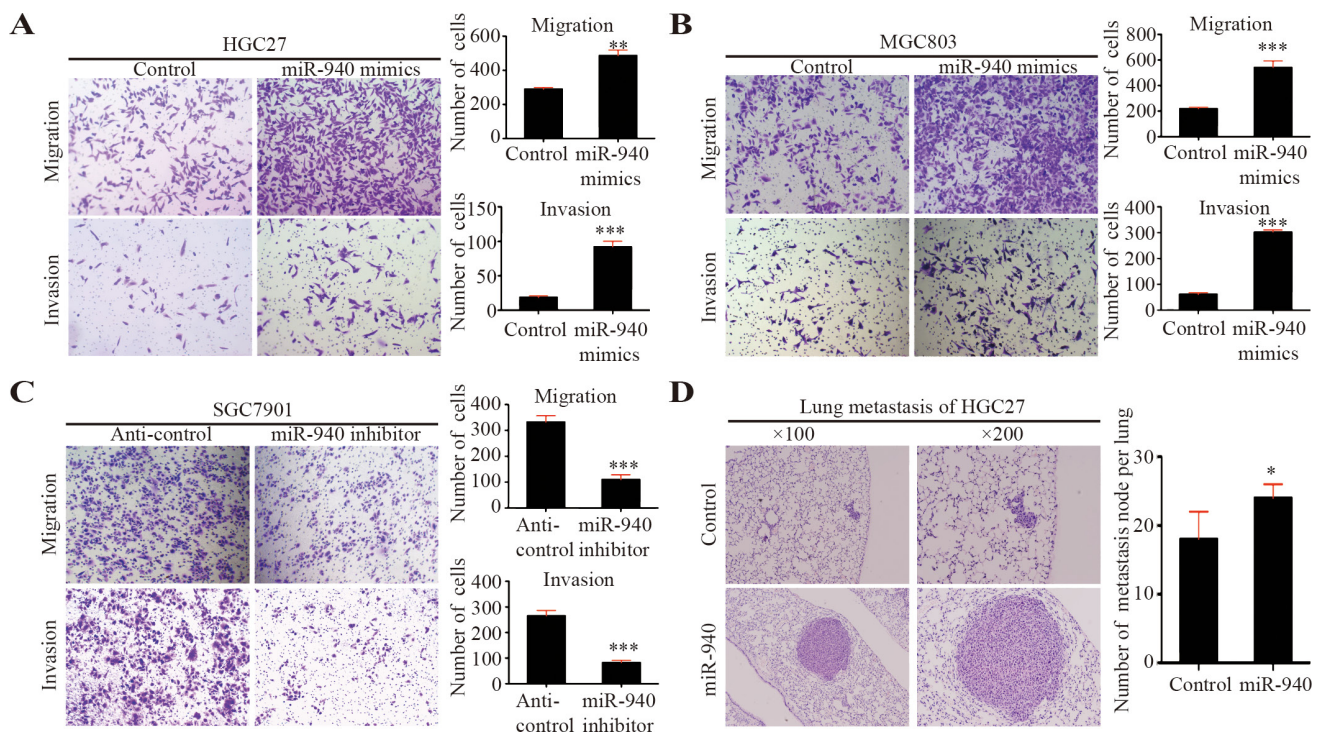 A
HGC27
Control
miR-940 mimics
Migration
Invasion
Migration
Number of cells
600
400
200
0
**
Control
miR-940
mimics
Invasion
Number of cells
150
100
50
0
***
Control
miR-940
mimics
B
MGC803
Control
miR-940 mimics
Migration
Invasion
Migration
Number of cells
800
600
400
200
0
***
Control
miR-940
mimics
Invasion
Number of cells
400
300
200
100
0
***
Control
miR-940
mimics
C
SGC7901
Anti-control
miR-940 inhibitor
Migration
Invasion
Migration
Number of cells
400
300
200
100
0
***
Anti-
control
miR-940
inhibitor
Invasion
Number of cells
400
300
200
100
0
***
Anti-
control
miR-940
inhibitor
D
Lung metastasis of HGC27
×100
×200
Control
miR-940
Number of metastasis node per lung
30
20
10
0
*
Control
miR-940